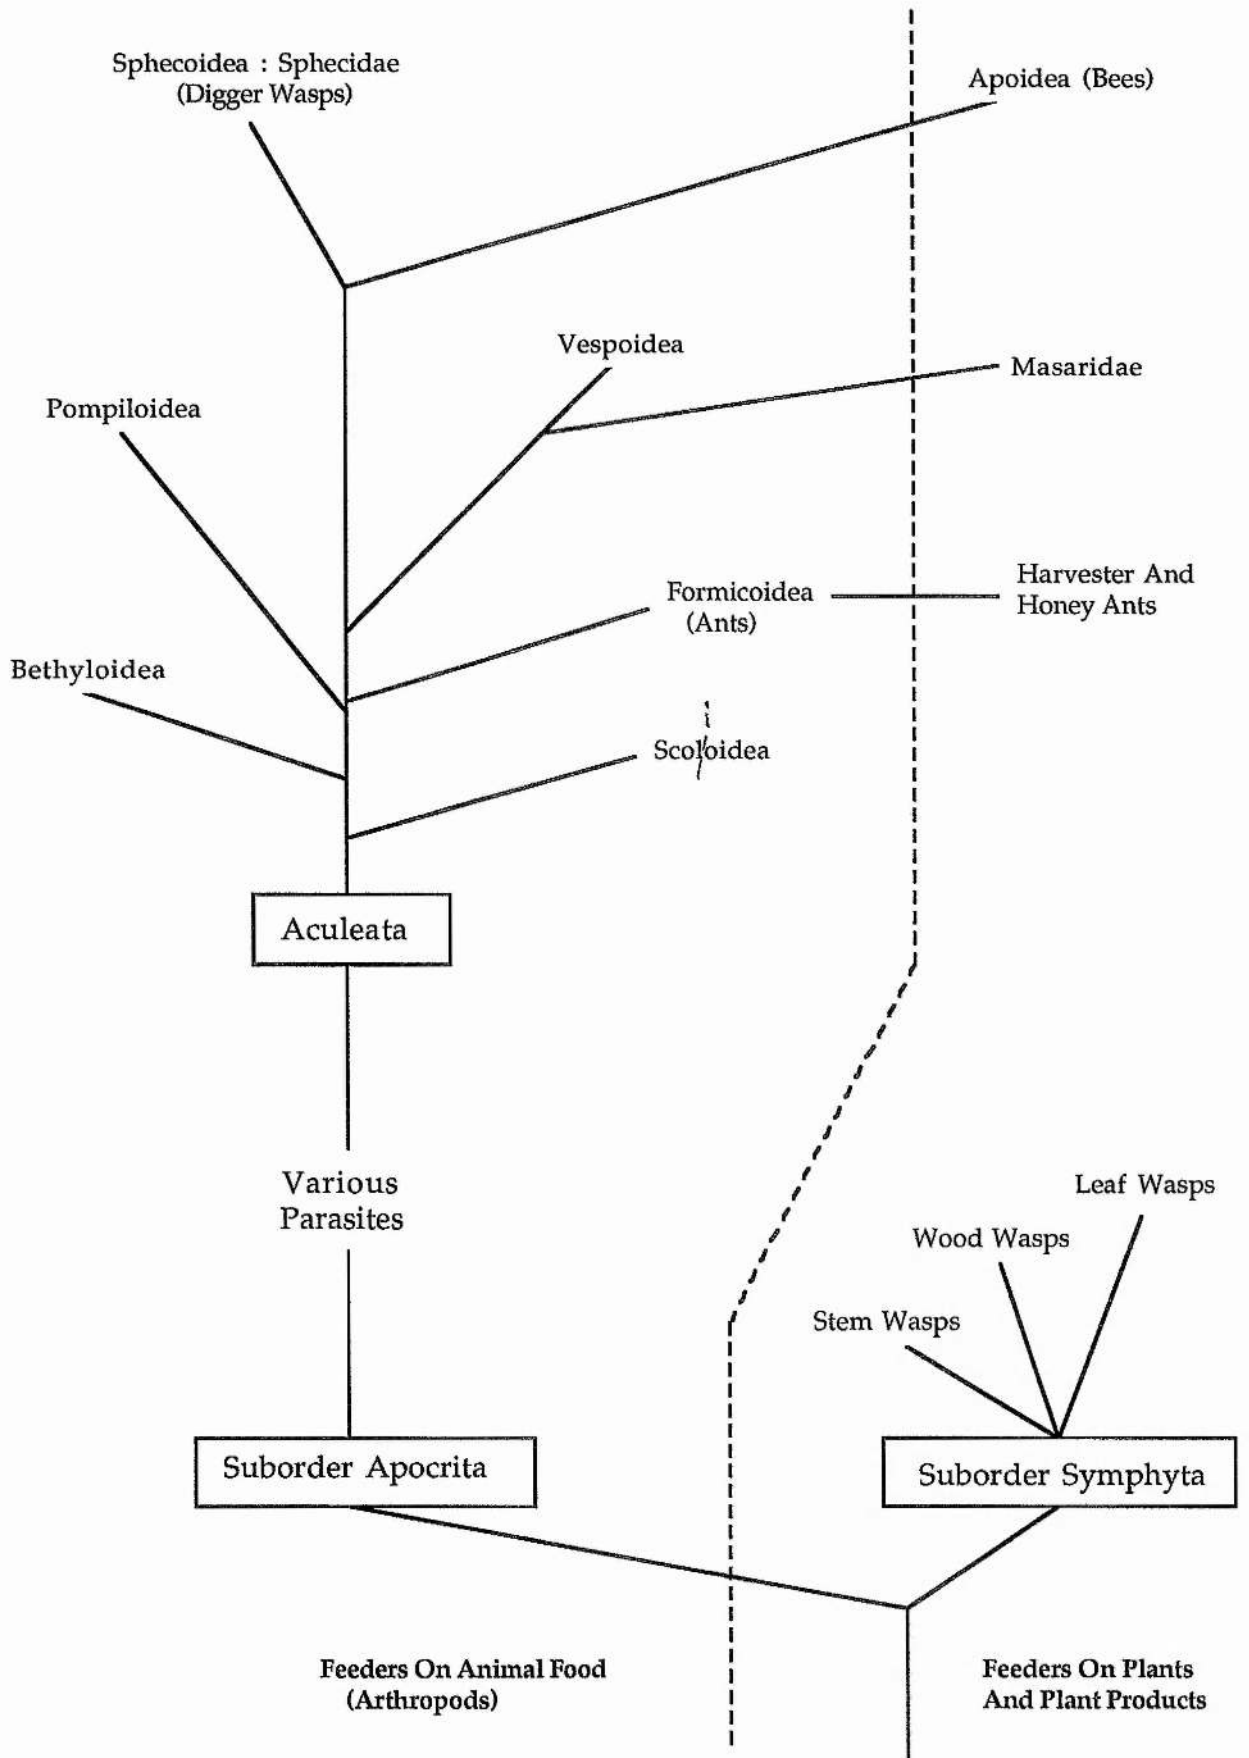 Sphecoidea : Sphecidae
(Digger Wasps)
Apoidea (Bees)
Vespoidea
Masaridae
Pompiloidea
Harvester And
Honey Ants
Formicoidea
(Ants)
Bethyloidea
Scoloidea
Aculeata
Various
Parasites
Leaf Wasps
Wood Wasps
Stem Wasps
Suborder Apocrita
Suborder Symphyta
Feeders On Animal Food
(Arthropods)
Feeders On Plants
And Plant Products